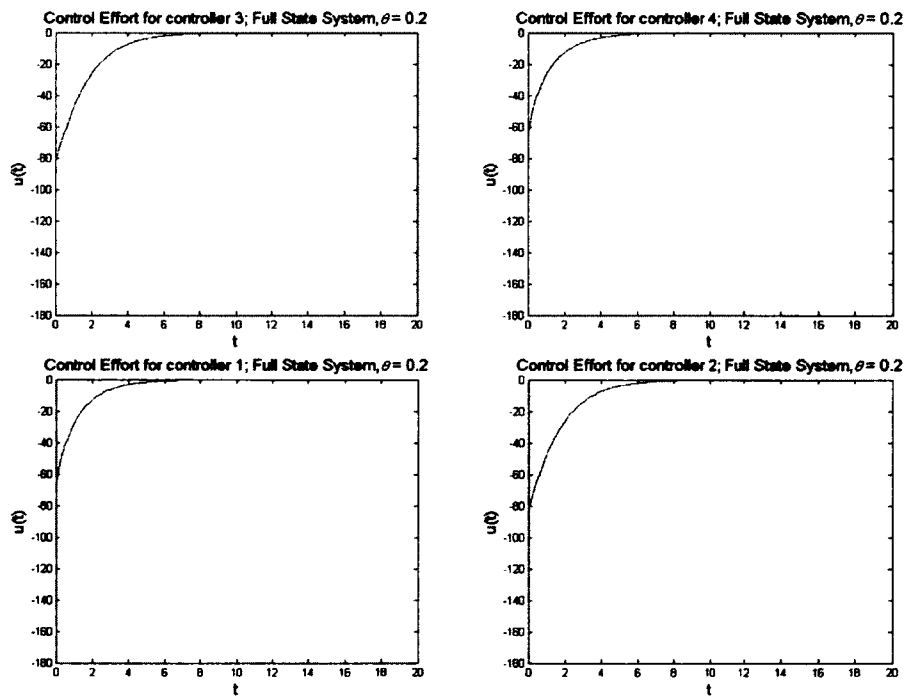 Control Effort for controller 3; Full State System, θ = 0.2
0
-20
-40
-60
-80
-100
-120
-140
-160
-180
u(t)
0 2 4 6 8 10 12 14 16 18 20
t
Control Effort for controller 4; Full State System, θ = 0.2
0
-20
-40
-60
-80
-100
-120
-140
-160
-180
u(t)
0 2 4 6 8 10 12 14 16 18 20
t
Control Effort for controller 1; Full State System, θ = 0.2
0
-20
-40
-60
-80
-100
-120
-140
-160
-180
u(t)
0 2 4 6 8 10 12 14 16 18 20
t
Control Effort for controller 2; Full State System, θ = 0.2
0
-20
-40
-60
-80
-100
-120
-140
-160
-180
u(t)
0 2 4 6 8 10 12 14 16 18 20
t